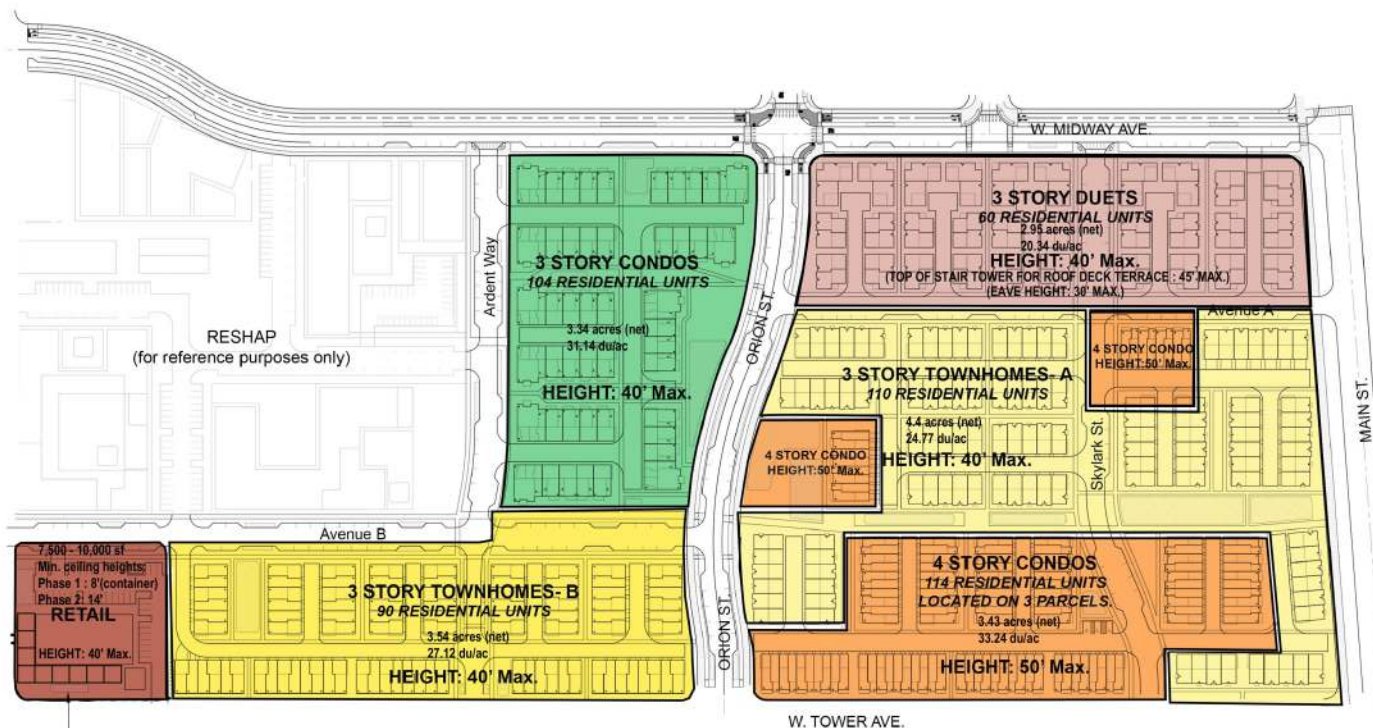 W. MIDWAY AVE.
3 STORY DUETS
60 RESIDENTIAL UNITS
2.95 acres (net)
20.34 du/ac
HEIGHT: 40' Max.
(TOP OF STAIR TOWER FOR ROOF DECK TERRACE : 45' MAX.)
(EAVE HEIGHT: 30' MAX.)
Ardent Way
3 STORY CONDOS
104 RESIDENTIAL UNITS
3.34 acres (net)
31.14 du/ac
HEIGHT: 40' Max.
ORION ST.
RESHAP
(for reference purposes only)
Avenue A
4 STORY CONDO
HEIGHT:50' Max.
3 STORY TOWNHOMES- A
110 RESIDENTIAL UNITS
4.4 acres (net)
24.77 du/ac
HEIGHT: 40' Max.
Skylark St.
MAIN ST.
4 STORY CONDO
HEIGHT:50' Max.
Avenue B
7,500 - 10,000 sf
Min. ceiling heights:
Phase 1 : 8'(container)
Phase 2: 14'
RETAIL
HEIGHT: 40' Max.
3 STORY TOWNHOMES- B
90 RESIDENTIAL UNITS
3.54 acres (net)
27.12 du/ac
HEIGHT: 40' Max.
ORION ST.
4 STORY CONDOS
114 RESIDENTIAL UNITS
LOCATED ON 3 PARCELS.
3.43 acres (net)
33.24 du/ac
HEIGHT: 50' Max.
W. TOWER AVE.